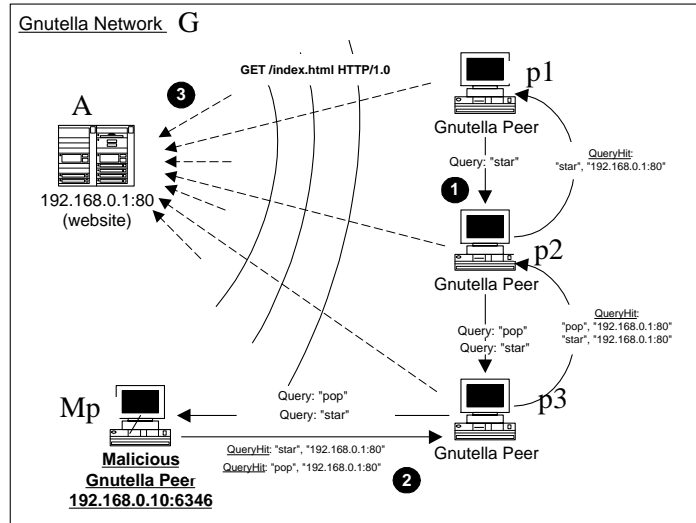 Gnutella Network G
GET /index.html HTTP/1.0
3
A
192.168.0.1:80
(website)
p1
Gnutella Peer
Query: "star"
QueryHit:
"star", "192.168.0.1:80"
1
p2
Gnutella Peer
Query: "pop"
Query: "star"
QueryHit:
"pop", "192.168.0.1:80"
"star", "192.168.0.1:80"
p3
Gnutella Peer
Query: "pop"
Query: "star"
Mp
Malicious
Gnutella Peer
192.168.0.10:6346
QueryHit: "star", "192.168.0.1:80"
QueryHit: "pop", "192.168.0.1:80"
2